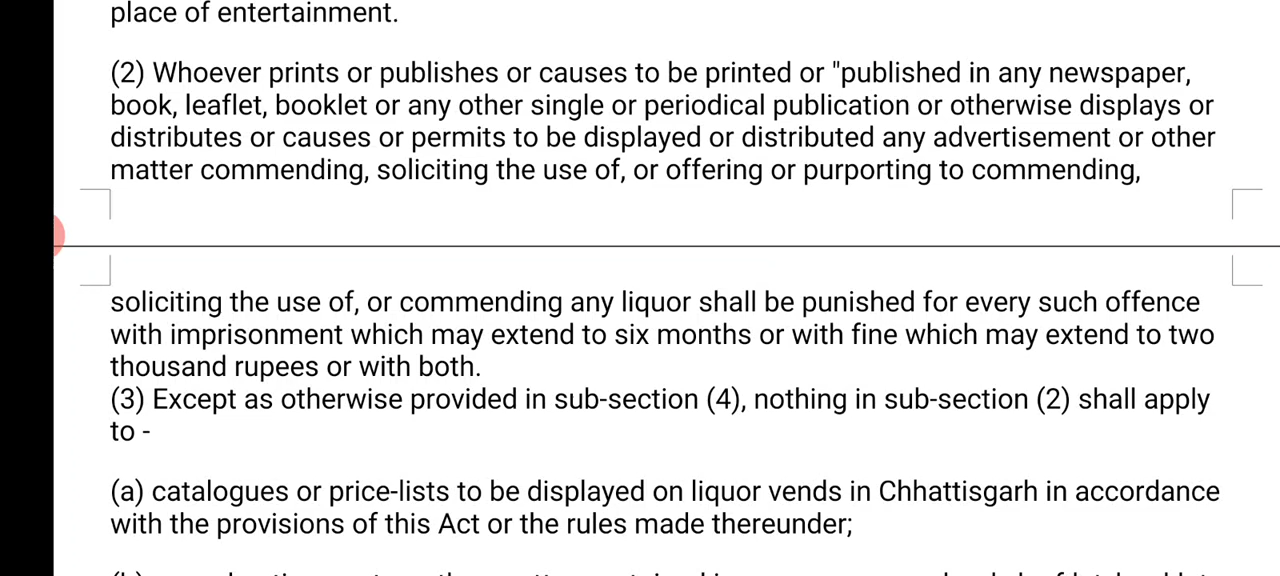 place of entertainment.
(2) Whoever prints or publishes or causes to be printed or "published in any newspaper,
book, leaflet, booklet or any other single or periodical publication or otherwise displays or
distributes or causes or permits to be displayed or distributed any advertisement or other
matter commending, soliciting the use of, or offering or purporting to commending,
soliciting the use of, or commending any liquor shall be punished for every such offence
with imprisonment which may extend to six months or with fine which may extend to two
thousand rupees or with both.
(3) Except as otherwise provided in sub-section (4), nothing in sub-section (2) shall apply
to -
(a) catalogues or price-lists to be displayed on liquor vends in Chhattisgarh in accordance
with the provisions of this Act or the rules made thereunder;